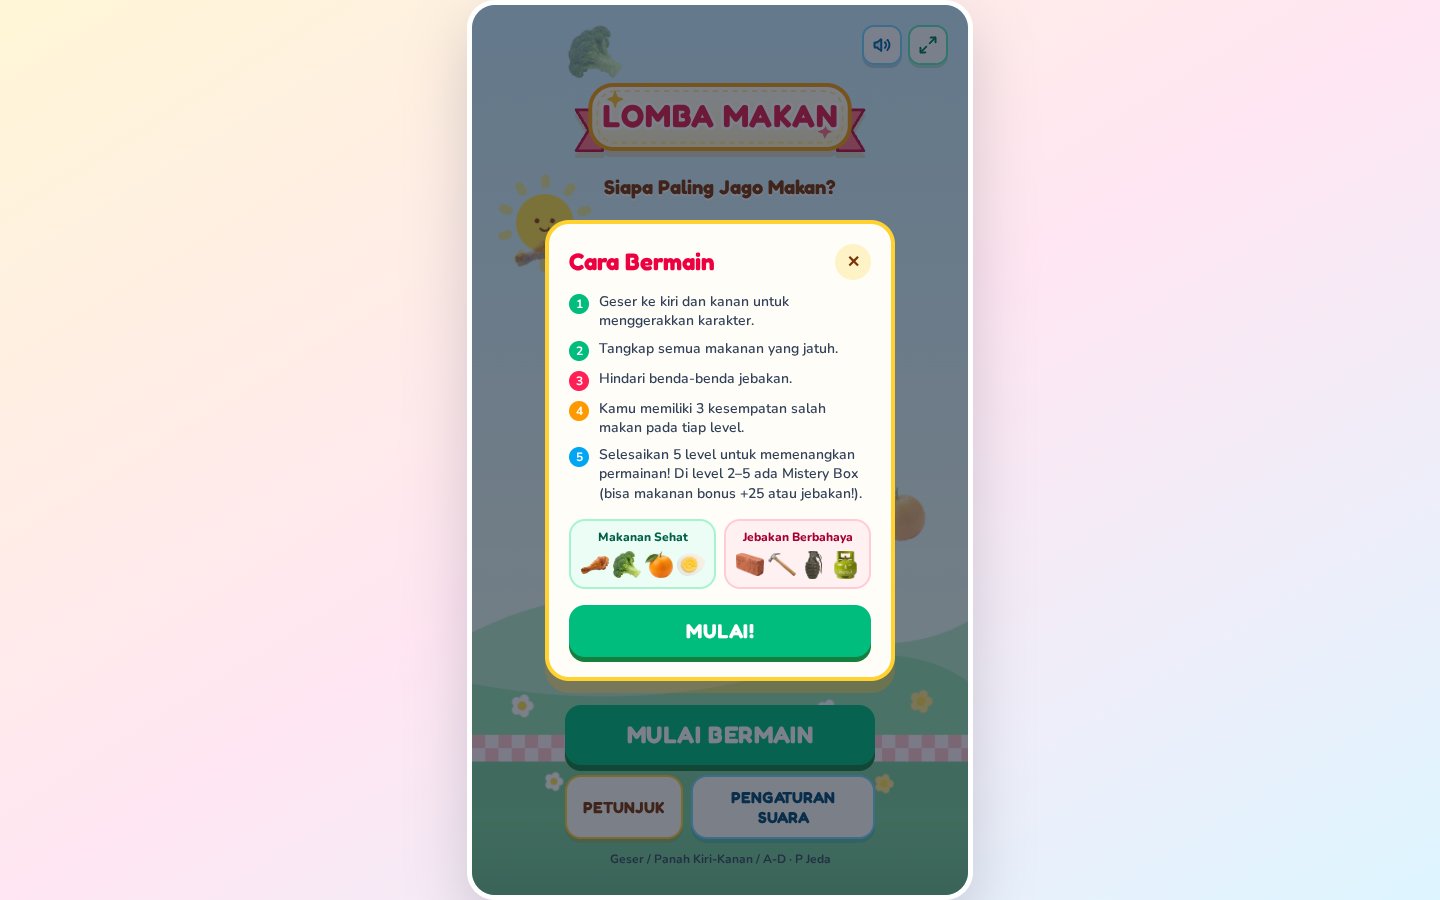 LOMBA MAKAN
Siapa Paling Jago Makan?
Cara Bermain
×
1 Geser ke kiri dan kanan untuk
menggerakkan karakter.
2 Tangkap semua makanan yang jatuh.
3 Hindari benda-benda jebakan.
4 Kamu memiliki 3 kesempatan salah
makan pada tiap level.
5 Selesaikan 5 level untuk memenangkan
permainan! Di level 2–5 ada Mistery Box
(bisa makanan bonus +25 atau jebakan!).
Makanan Sehat
Jebakan Berbahaya
MULAI!
MULAI BERMAIN
PETUNJUK
PENGATURAN
SUARA
Geser / Panah Kiri-Kanan / A-D · P Jeda